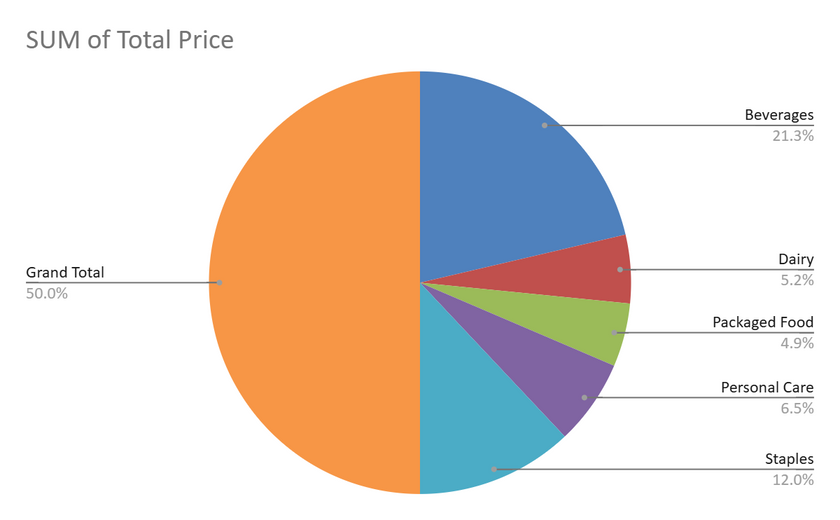 SUM of Total Price
Beverages
21.3%
Dairy
5.2%
Grand Total
50.0%
Packaged Food
4.9%
Personal Care
6.5%
Staples
12.0%